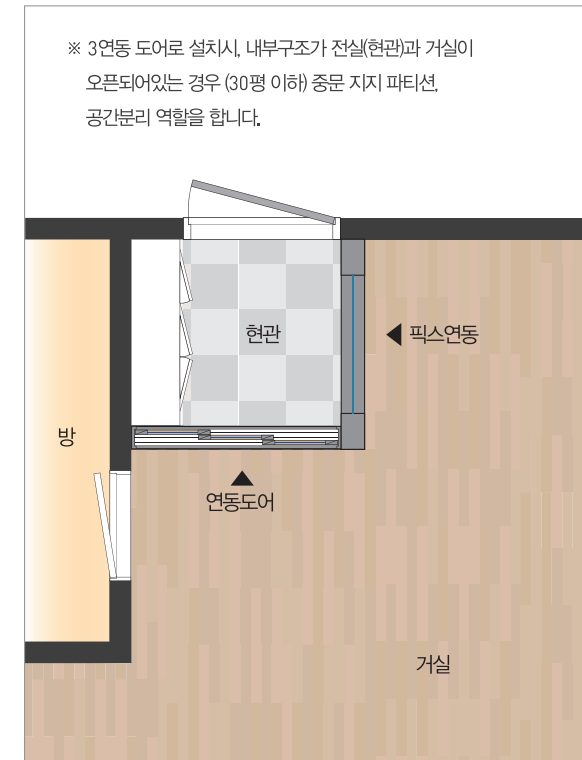 ※ 3연동 도어로 설치시, 내부구조가 전실(현관)과 거실이
오픈되어있는 경우 (30평 이하) 중문 지지 파티션,
공간분리 역할을 합니다.
현관
픽스연동
방
연동도어
거실